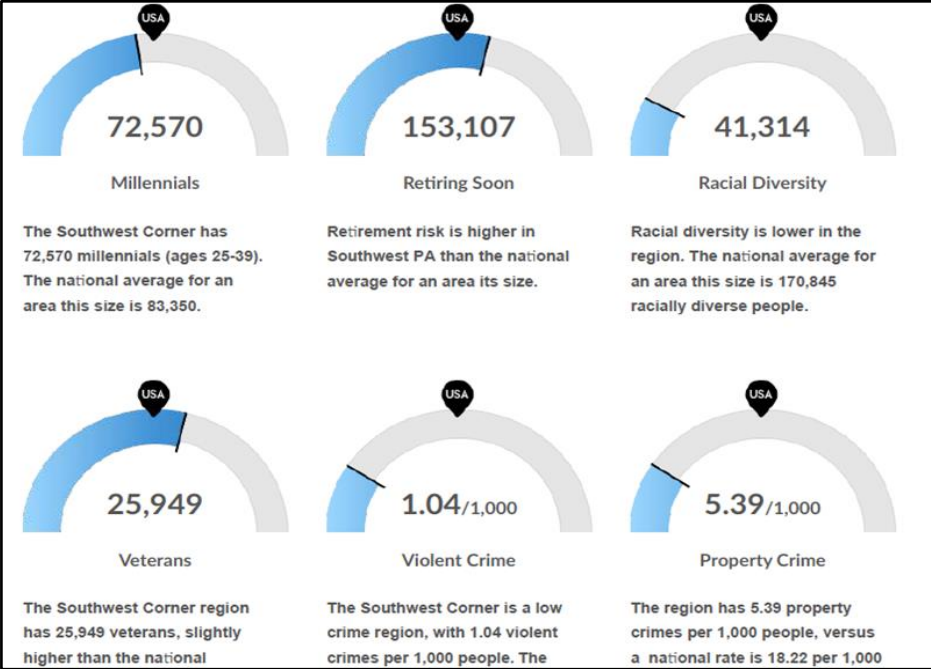 USA
72,570
Millennials
The Southwest Corner has
72,570 millennials (ages 25-39).
The national average for an
area this size is 83,350.
USA
153,107
Retiring Soon
Retirement risk is higher in
Southwest PA than the national
average for an area its size.
USA
41,314
Racial Diversity
Racial diversity is lower in the
region. The national average for
an area this size is 170,845
racially diverse people.
USA
25,949
Veterans
The Southwest Corner region
has 25,949 veterans, slightly
higher than the national
USA
1.04/1,000
Violent Crime
The Southwest Corner is a low
crime region, with 1.04 violent
crimes per 1,000 people. The
USA
5.39/1,000
Property Crime
The region has 5.39 property
crimes per 1,000 people, versus
a national rate is 18.22 per 1,000